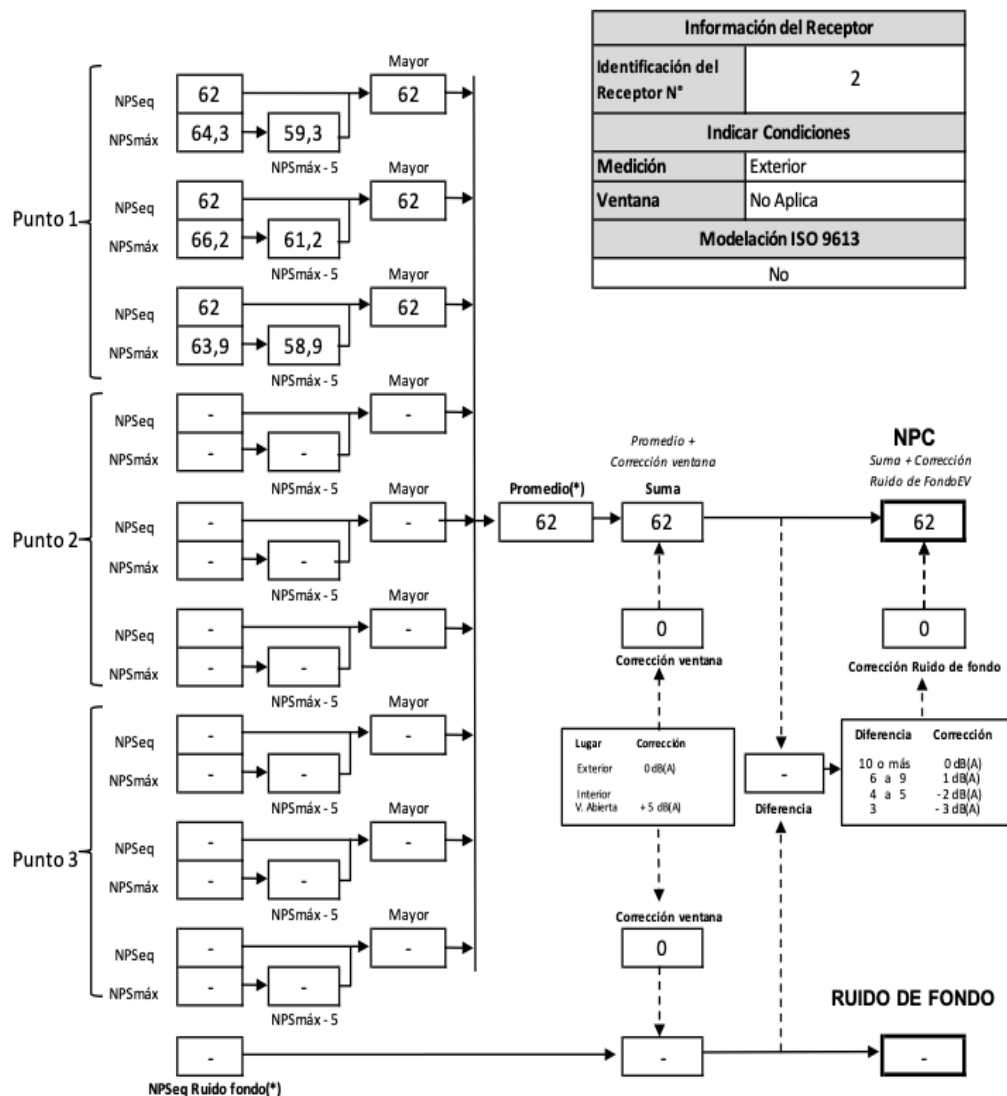 Información del Receptor
Identificación del
Receptor N°
2
Indicar Condiciones
Medición Exterior
Ventana No Aplica
Modelación ISO 9613
No
Punto 1
Mayor
NPSeq 62 62
NPSmáx 64,3 59,3
NPSmáx - 5
Mayor
NPSeq 62 62
NPSmáx 66,2 61,2
NPSmáx - 5
Mayor
NPSeq 62 62
NPSmáx 63,9 58,9
NPSmáx - 5
Punto 2
Mayor
NPSeq - -
NPSmáx - -
NPSmáx - 5
Mayor
NPSeq - -
NPSmáx - -
NPSmáx - 5
Mayor
NPSeq - -
NPSmáx - -
NPSmáx - 5
Punto 3
Mayor
NPSeq - -
NPSmáx - -
NPSmáx - 5
Mayor
NPSeq - -
NPSmáx - -
NPSmáx - 5
Mayor
NPSeq - -
NPSmáx - -
NPSmáx - 5
-
NPSeq Ruido fondo(*)
Promedio(*)
62
Promedio +
Corrección ventana
Suma
62
0
Corrección ventana
Lugar Corrección
Exterior 0 dB(A)
Interior
V. Abierta + 5 dB(A)
Corrección ventana
0
-
-
Diferencia
NPC
Suma + Corrección
Ruido de FondoEV
62
0
Corrección Ruido de fondo
Diferencia Corrección
10 o más 0 dB(A)
6 a 9 1 dB(A)
4 a 5 - 2 dB(A)
3 - 3 dB(A)
RUIDO DE FONDO
-